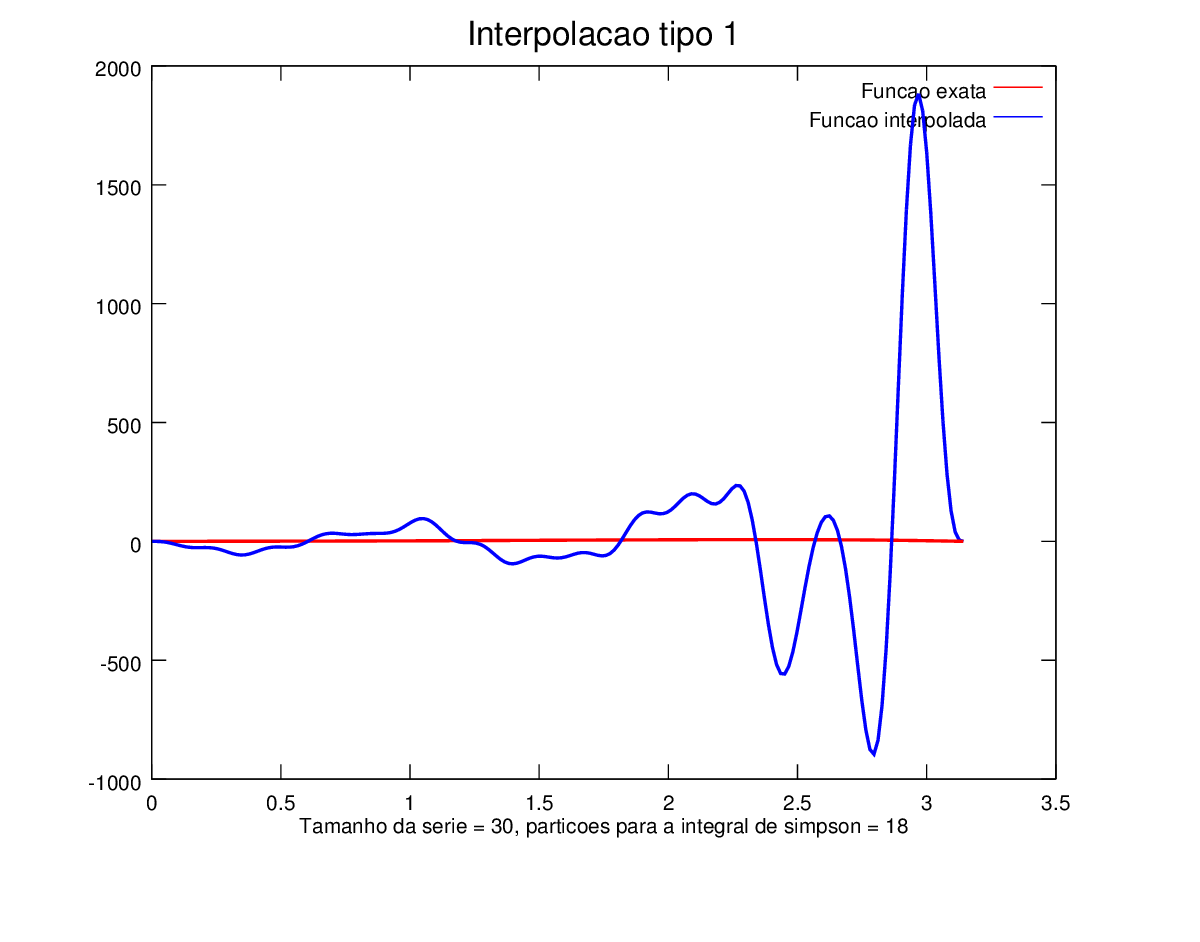 Interpolacao tipo 1
2000
1500
1000
500
0
-500
-1000
Funcao exata
Funcao interpolada
0 0.5 1 1.5 2 2.5 3 3.5
Tamanho da serie = 30, particoes para a integral de simpson = 18